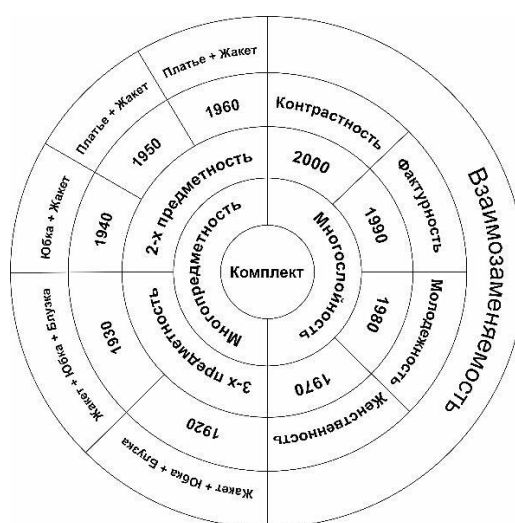 Комплект
Многопредметность
Многослойность
2-х предметность
3-х предметность
1920
1930
1940
1950
1960
1970
1980
1990
2000
Жакет + Юбка + Блузка
Жакет + Юбка + Блузка
Юбка + Жакет
Платье + Жакет
Платье + Жакет
Женственность
Молодежность
Фактурность
Контрастность
Взаимозаменяемость